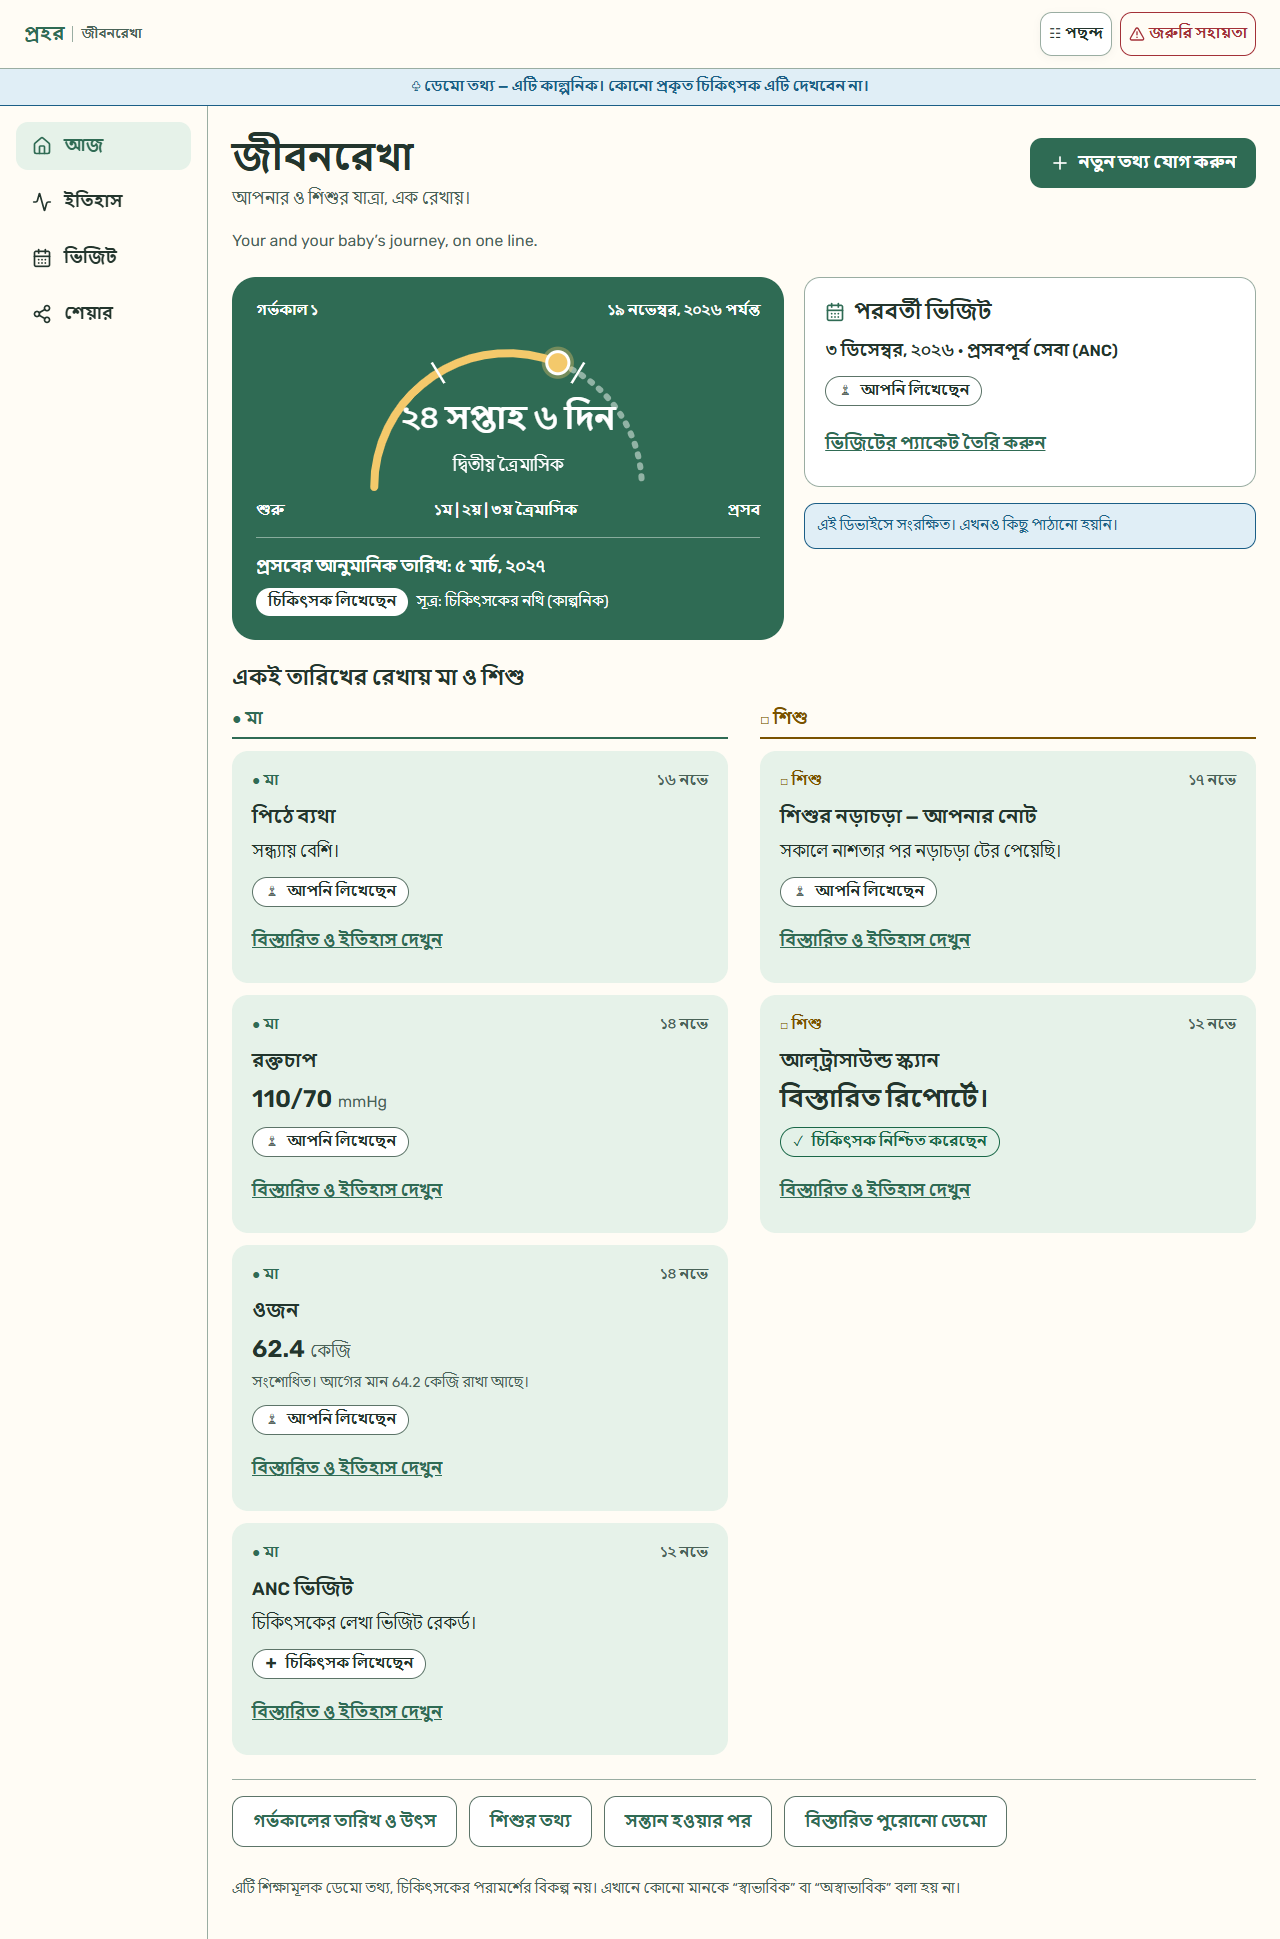 প্রহর | জীবনরেখা
পছন্দ
জরুরি সহায়তা
ডেমো তথ্য – এটি কাল্পনিক। কোনো প্রকৃত চিকিৎসক এটি দেখবেন না।
আজ
ইতিহাস
ভিজিট
শেয়ার
জীবনরেখা
আপনার ও শিশুর যাত্রা, এক রেখায়।
Your and your baby’s journey, on one line.
+ নতুন তথ্য যোগ করুন
গর্ভকাল ১
১৯ নভেম্বর, ২০২৬ পর্যন্ত
২৪ সপ্তাহ ৬ দিন
দ্বিতীয় ত্রৈমাসিক
শুরু
১ম | ২য় | ৩য় ত্রৈমাসিক
প্রসব
প্রসবের আনুমানিক তারিখ: ৫ মার্চ, ২০২৭
চিকিৎসক লিখেছেন সূত্র: চিকিৎসকের নথি (কাল্পনিক)
পরবর্তী ভিজিট
৩ ডিসেম্বর, ২০২৬ • প্রসবপূর্ব সেবা (ANC)
আপনি লিখেছেন
ভিজিটের প্যাকেট তৈরি করুন
এই ডিভাইসে সংরক্ষিত। এখনও কিছু পাঠানো হয়নি।
একই তারিখের রেখায় মা ও শিশু
● মা
● মা
১৬ নভে
পিঠে ব্যথা
সন্ধ্যায় বেশি।
আপনি লিখেছেন
বিস্তারিত ও ইতিহাস দেখুন
● মা
১৪ নভে
রক্তচাপ
110/70 mmHg
আপনি লিখেছেন
বিস্তারিত ও ইতিহাস দেখুন
● মা
১৪ নভে
ওজন
62.4 কেজি
সংশোধিত। আগের মান 64.2 কেজি রাখা আছে।
আপনি লিখেছেন
বিস্তারিত ও ইতিহাস দেখুন
● মা
১২ নভে
ANC ভিজিট
চিকিৎসকের লেখা ভিজিট রেকর্ড।
+ চিকিৎসক লিখেছেন
বিস্তারিত ও ইতিহাস দেখুন
□ শিশু
□ শিশু
১৭ নভে
শিশুর নড়াচড়া – আপনার নোট
সকালে নাশতার পর নড়াচড়া টের পেয়েছি।
আপনি লিখেছেন
বিস্তারিত ও ইতিহাস দেখুন
□ শিশু
১২ নভে
আল্ট্রাসাউন্ড স্ক্যান
বিস্তারিত রিপোর্টে।
✓ চিকিৎসক নিশ্চিত করেছেন
বিস্তারিত ও ইতিহাস দেখুন
গর্ভকালের তারিখ ও উৎস
শিশুর তথ্য
সন্তান হওয়ার পর
বিস্তারিত পুরোনো ডেমো
এটি শিক্ষামূলক ডেমো তথ্য, চিকিৎসকের পরামর্শের বিকল্প নয়। এখানে কোনো মানকে “স্বাভাবিক” বা “অস্বাভাবিক” বলা হয় না।